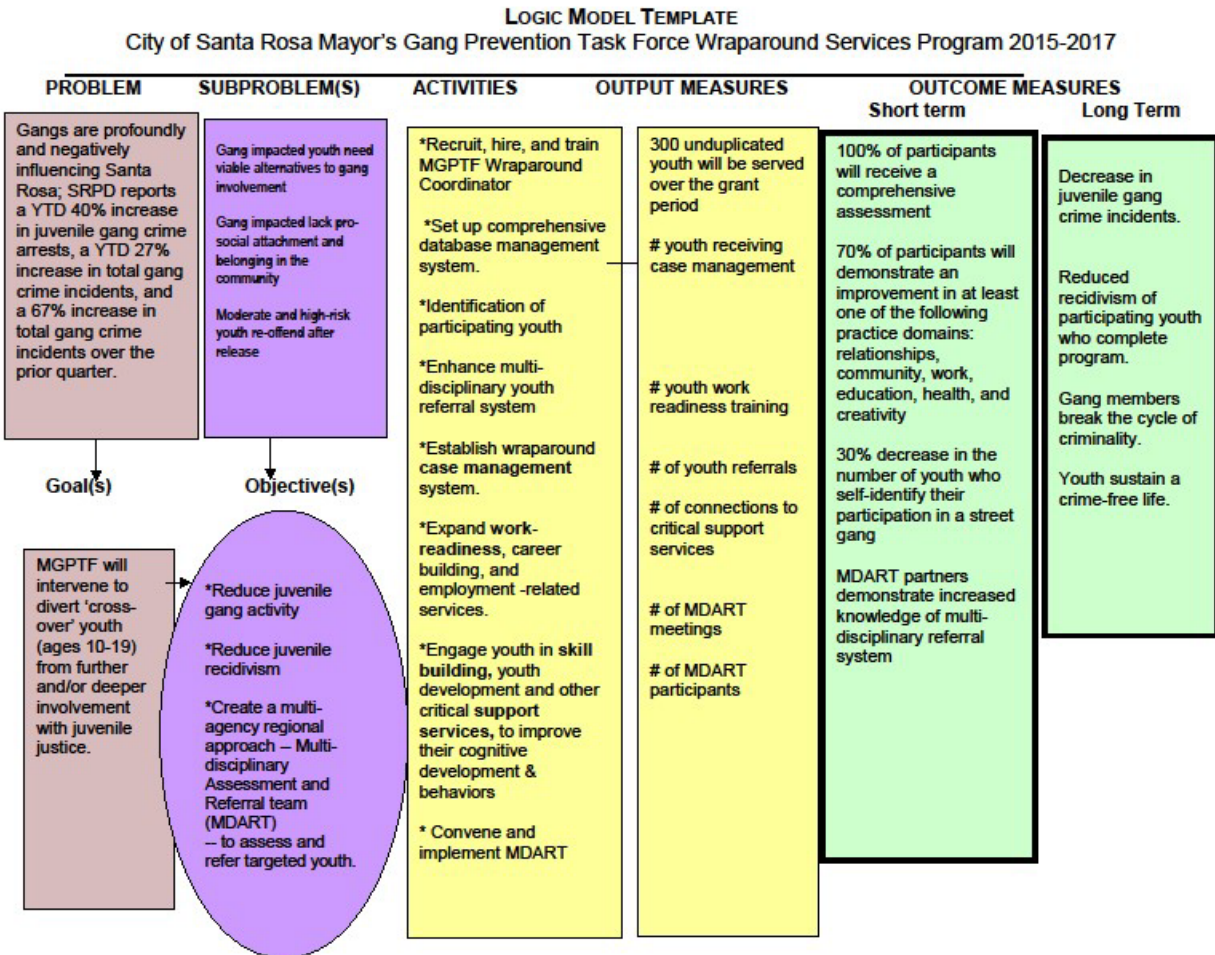 LOGIC MODEL TEMPLATE
City of Santa Rosa Mayor's Gang Prevention Task Force Wraparound Services Program 2015-2017
PROBLEM
Gangs are profoundly
and negatively
influencing Santa
Rosa; SRPD reports
a YTD 40% increase
in juvenile gang crime
arrests, a YTD 27%
increase in total gang
crime incidents, and
a 67% increase in
total gang crime
incidents over the
prior quarter.
Goal(s)
MGPTF will
intervene to
divert 'cross-
over' youth
(ages 10-19)
from further
and/or deeper
involvement
with juvenile
justice.
SUBPROBLEM(S)
Gang impacted youth need
viable alternatives to gang
involvement
Gang impacted lack pro-
social attachment and
belonging in the
community
Moderate and high-risk
youth re-offend after
release
Objective(s)
*Reduce juvenile
gang activity
*Reduce juvenile
recidivism
*Create a multi-
agency regional
approach -- Multi-
disciplinary
Assessment and
Referral team
(MDART)
-- to assess and
refer targeted youth.
ACTIVITIES
*Recruit, hire, and train
MGPTF Wraparound
Coordinator
*Set up comprehensive
database management
system.
*Identification of
participating youth
*Enhance multi-
disciplinary youth
referral system
*Establish wraparound
case management
system.
*Expand work-
readiness, career
building, and
employment -related
services.
*Engage youth in skill
building, youth
development and other
critical support
services, to improve
their cognitive
development &
behaviors
* Convene and
implement MDART
OUTPUT MEASURES
300 unduplicated
youth will be served
over the grant
period
# youth receiving
case management
# youth work
readiness training
# of youth referrals
# of connections to
critical support
services
# of MDART
meetings
# of MDART
participants
OUTCOME MEASURES
Short term
100% of participants
will receive a
comprehensive
assessment
70% of participants will
demonstrate an
improvement in at least
one of the following
practice domains:
relationships,
community, work,
education, health, and
creativity
30% decrease in the
number of youth who
self-identify their
participation in a street
gang
MDART partners
demonstrate increased
knowledge of multi-
disciplinary referral
system
Long Term
Decrease in
juvenile gang
crime incidents.
Reduced
recidivism of
participating youth
who complete
program.
Gang members
break the cycle of
criminality.
Youth sustain a
crime-free life.